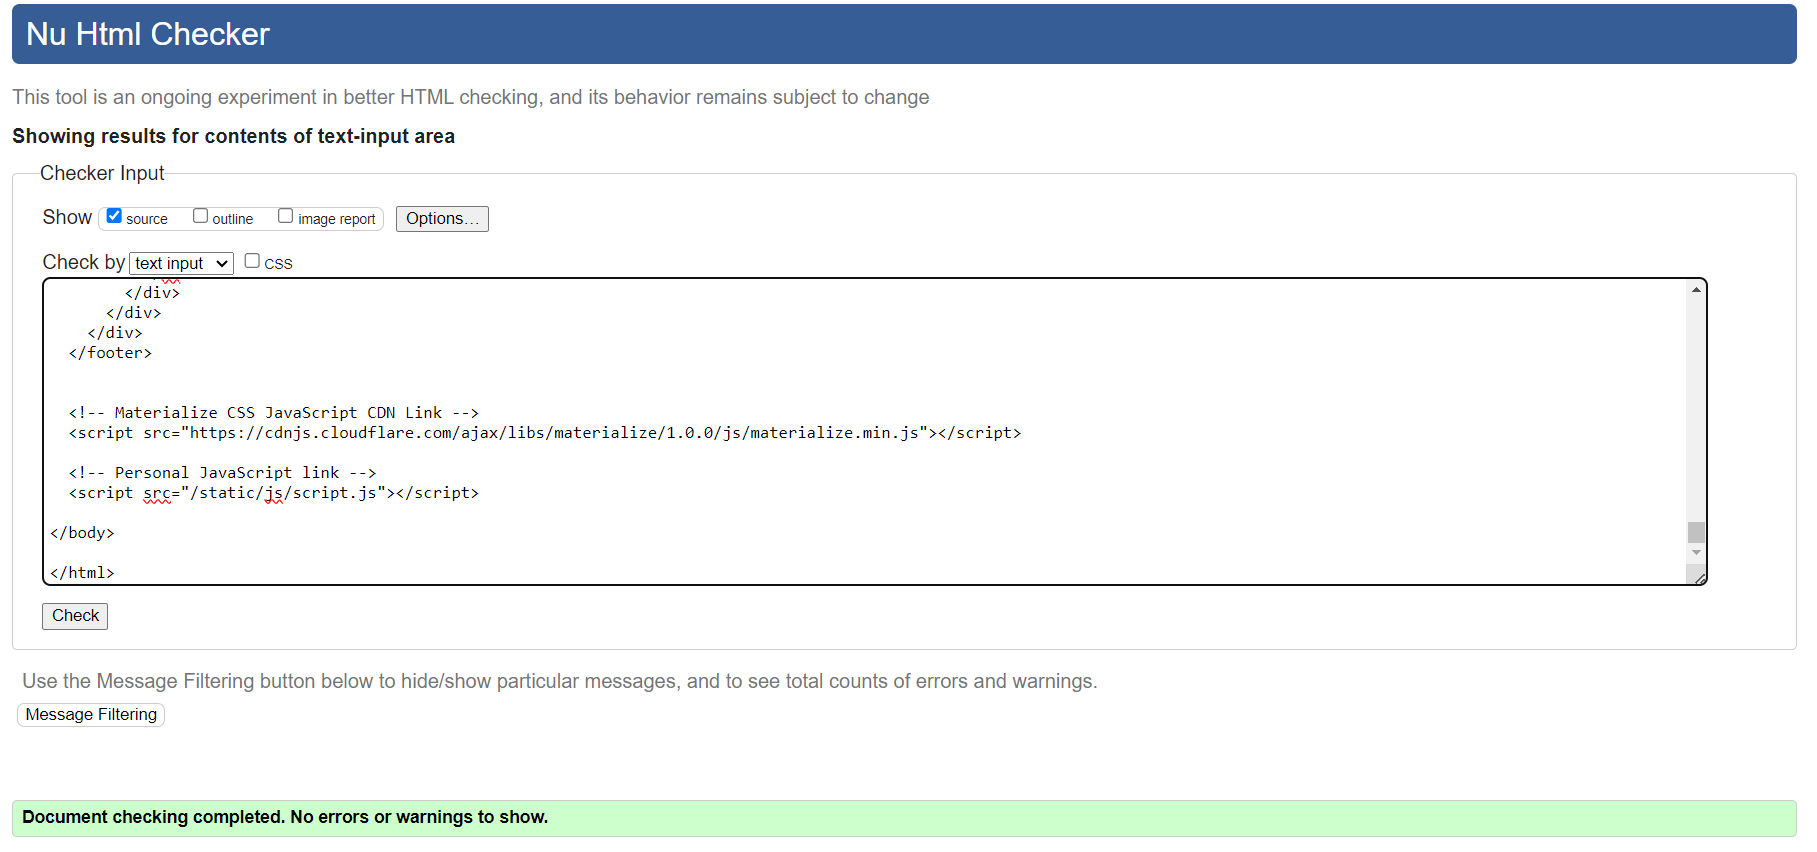 Nu Html Checker
This tool is an ongoing experiment in better HTML checking, and its behavior remains subject to change
Showing results for contents of text-input area
Checker Input
Show source outline image report Options...
Check by text input CSS
</div>
</div>
</div>
</footer>
<!-- Materialize CSS JavaScript CDN Link -->
<script src="https://cdnjs.cloudflare.com/ajax/libs/materialize/1.0.0/js/materialize.min.js"></script>
<!-- Personal JavaScript link -->
<script src="/static/js/script.js"></script>
</body>
</html>
Check
Use the Message Filtering button below to hide/show particular messages, and to see total counts of errors and warnings.
Message Filtering
Document checking completed. No errors or warnings to show.